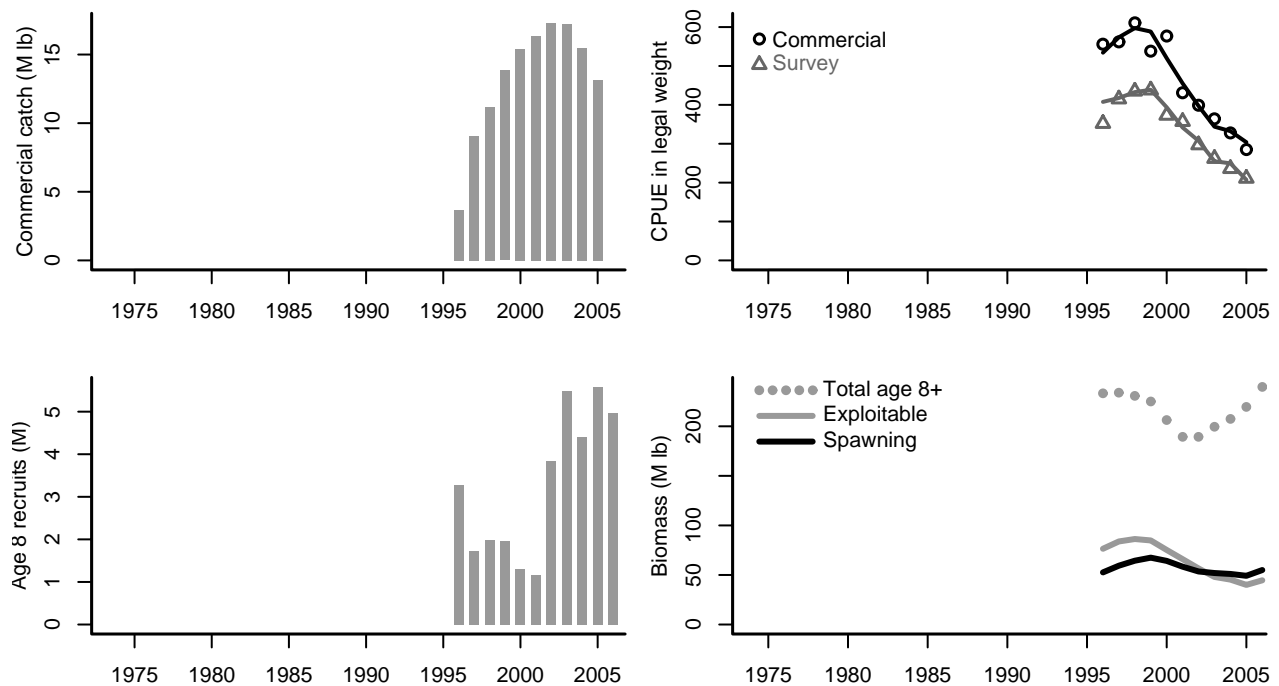 Commercial catch (M lb)
15
10
5
0
1975 1980 1985 1990 1995 2000 2005
CPUE in legal weight
600
400
200
0
Commercial
Survey
1975 1980 1985 1990 1995 2000 2005
Age 8 recruits (M)
5
4
3
2
1
0
1975 1980 1985 1990 1995 2000 2005
Biomass (M lb)
200
100
50
0
Total age 8+
Exploitable
Spawning
1975 1980 1985 1990 1995 2000 2005